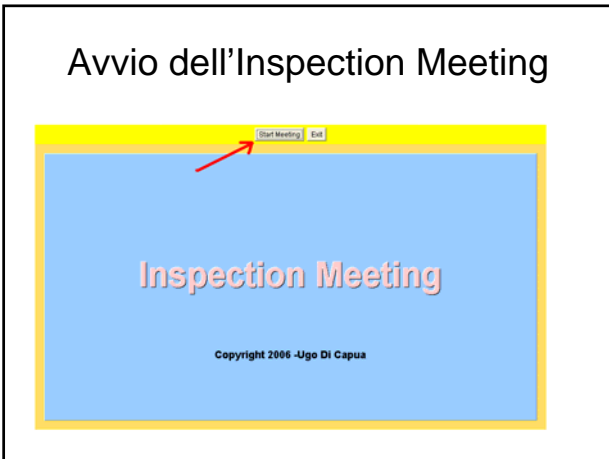 Avvio dell'Inspection Meeting
Start Meeting Exit
Inspection Meeting
Copyright 2006 -Ugo Di Capua